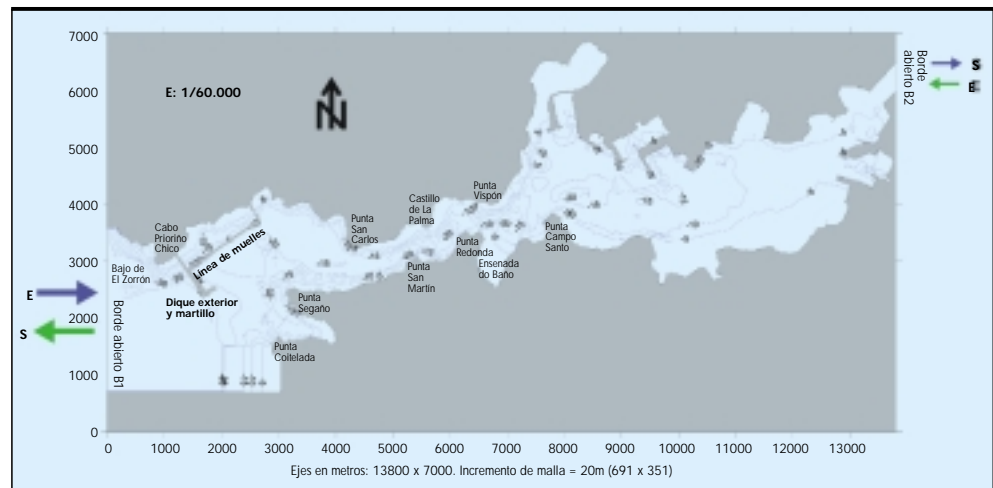 7000
6000
5000
4000
3000
2000
1000
0
E: 1/60.000
N
Borde
abierto B2
S
E
Cabo
Prioriño
Chico
Bajo de
El Zorrón
Línea de muelles
Dique exterior
y martillo
E
S
Borde abierto B1
Punta
San
Carlos
Castillo
de La
Palma
Punta
Vispón
Punta
Redonda
Ensenada
do Baño
Punta
Campo
Santo
Punta
San
Martín
Punta
Segaño
Punta
Coitelada
0
1000
2000
3000
4000
5000
6000
7000
8000
9000
10000
11000
12000
13000
Ejes en metros: 13800 x 7000. Incremento de malla = 20m (691 x 351)